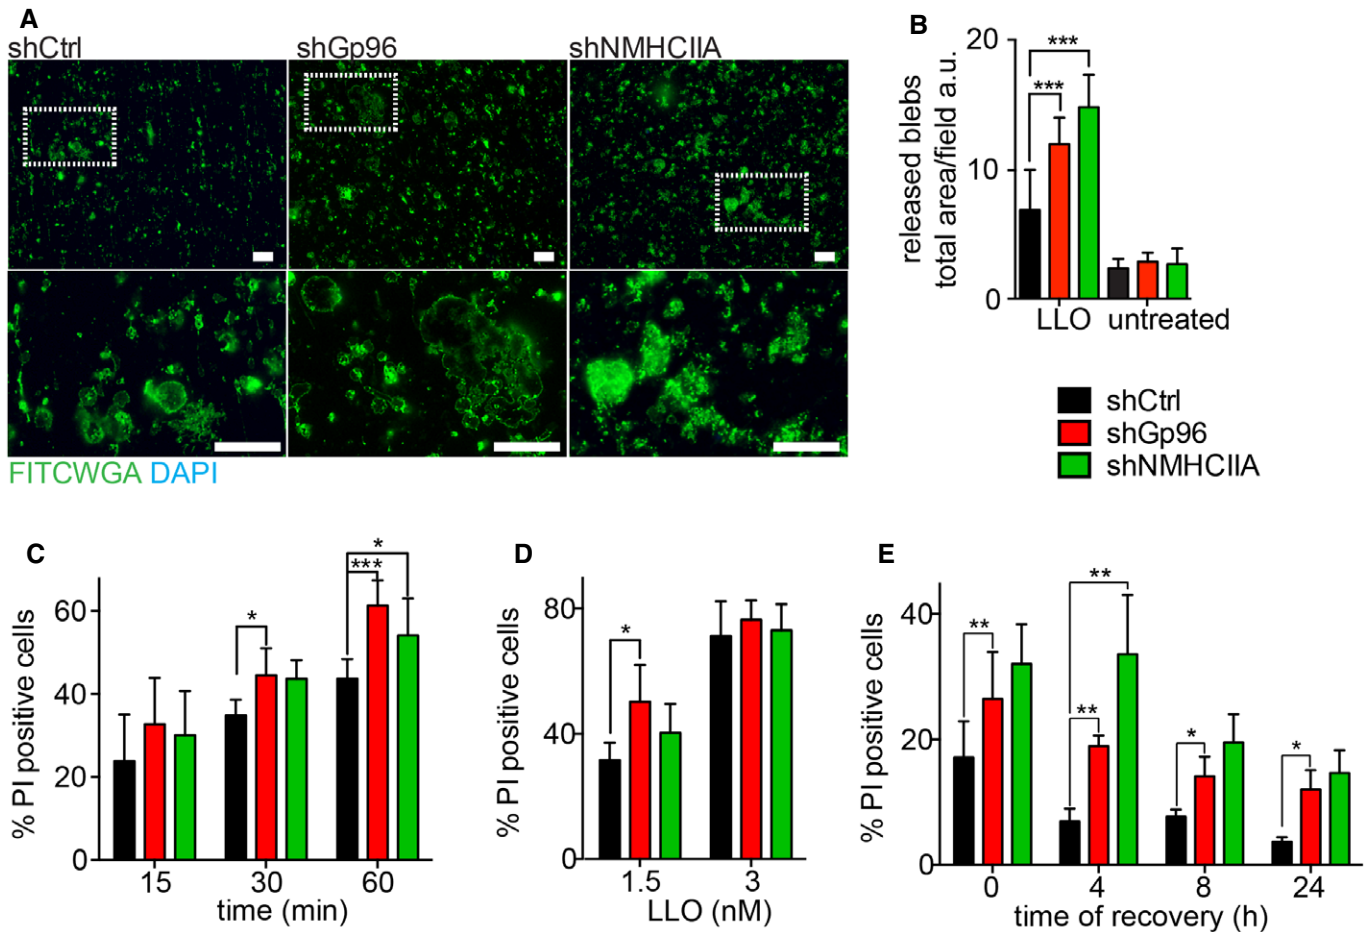 A
shCtrl
shGp96
shNMHCIIA
FITCWGA DAPI
B
released blebs
total area/field a.u.
20
10
0
***
***
LLO
untreated
shCtrl
shGp96
shNMHCIIA
C
% PI positive cells
60
40
20
0
*
*
***
15
30
60
time (min)
D
% PI positive cells
80
40
0
*
1.5
3
LLO (nM)
E
% PI positive cells
40
20
0
**
**
**
*
*
0
4
8
24
time of recovery (h)